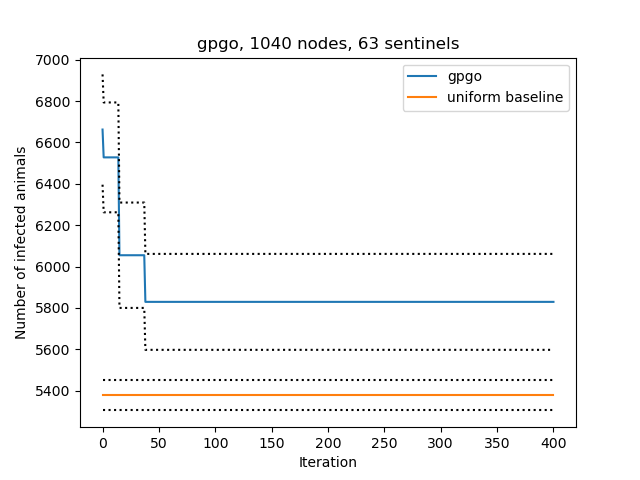 gpgo, 1040 nodes, 63 sentinels
gpgo
uniform baseline
Number of infected animals
7000
6800
6600
6400
6200
6000
5800
5600
5400
0 50 100 150 200 250 300 350 400
Iteration